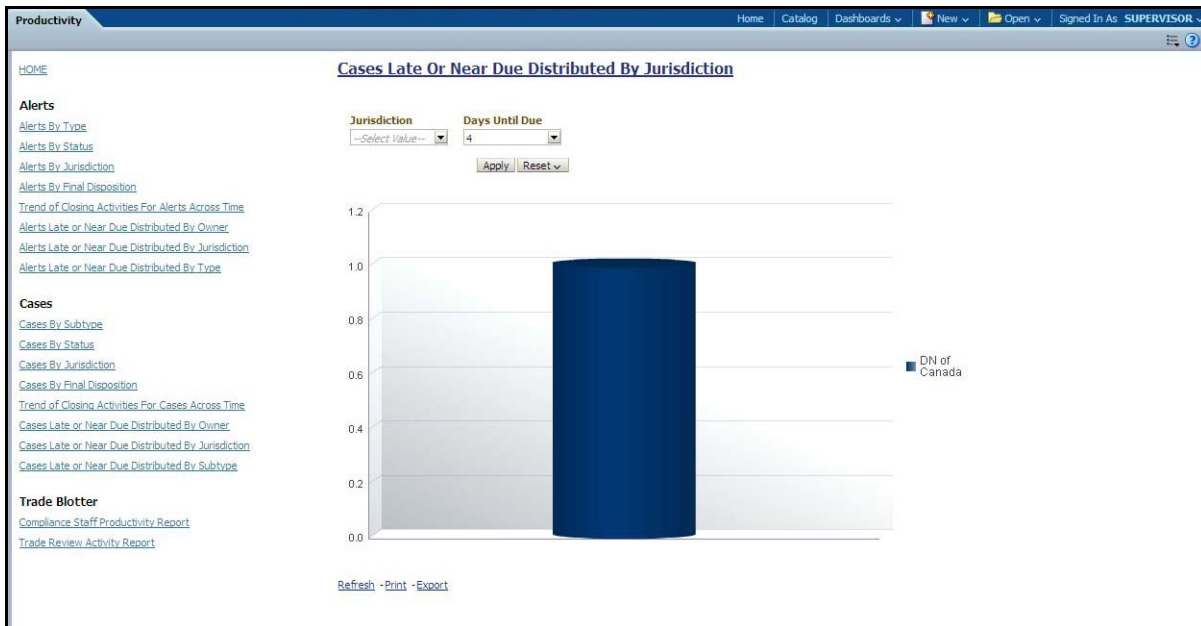 Productivity
Home Catalog Dashboards New Open Signed In As SUPERVISOR
HOME
Alerts
Alerts By Type
Alerts By Status
Alerts By Jurisdiction
Alerts By Final Disposition
Trend of Closing Activities For Alerts Across Time
Alerts Late or Near Due Distributed By Owner
Alerts Late or Near Due Distributed By Jurisdiction
Alerts Late or Near Due Distributed By Type
Cases
Cases By Subtype
Cases By Status
Cases By Jurisdiction
Cases By Final Disposition
Trend of Closing Activities For Cases Across Time
Cases Late or Near Due Distributed By Owner
Cases Late or Near Due Distributed By Jurisdiction
Cases Late or Near Due Distributed By Subtype
Trade Blotter
Compliance Staff Productivity Report
Trade Review Activity Report
Cases Late Or Near Due Distributed By Jurisdiction
Jurisdiction Days Until Due
--Select Value-- 4
Apply Reset
1.2
1.0
0.8
0.6
0.4
0.2
0.0
DN of
Canada
Refresh -Print -Export